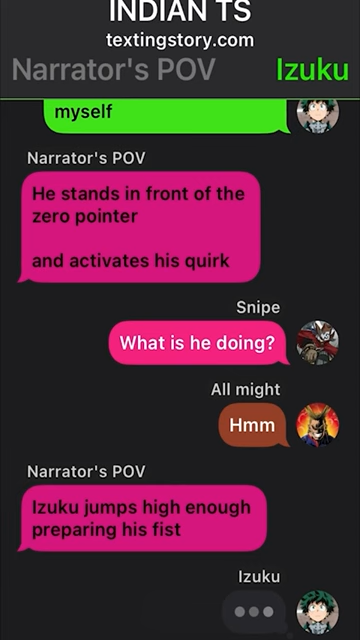 INDIAN TS
textingstory.com
Narrator's POV
Izuku
myself
Narrator's POV
He stands in front of the
zero pointer
and activates his quirk
Snipe
What is he doing?
All might
Hmm
Narrator's POV
Izuku jumps high enough
preparing his fist
Izuku